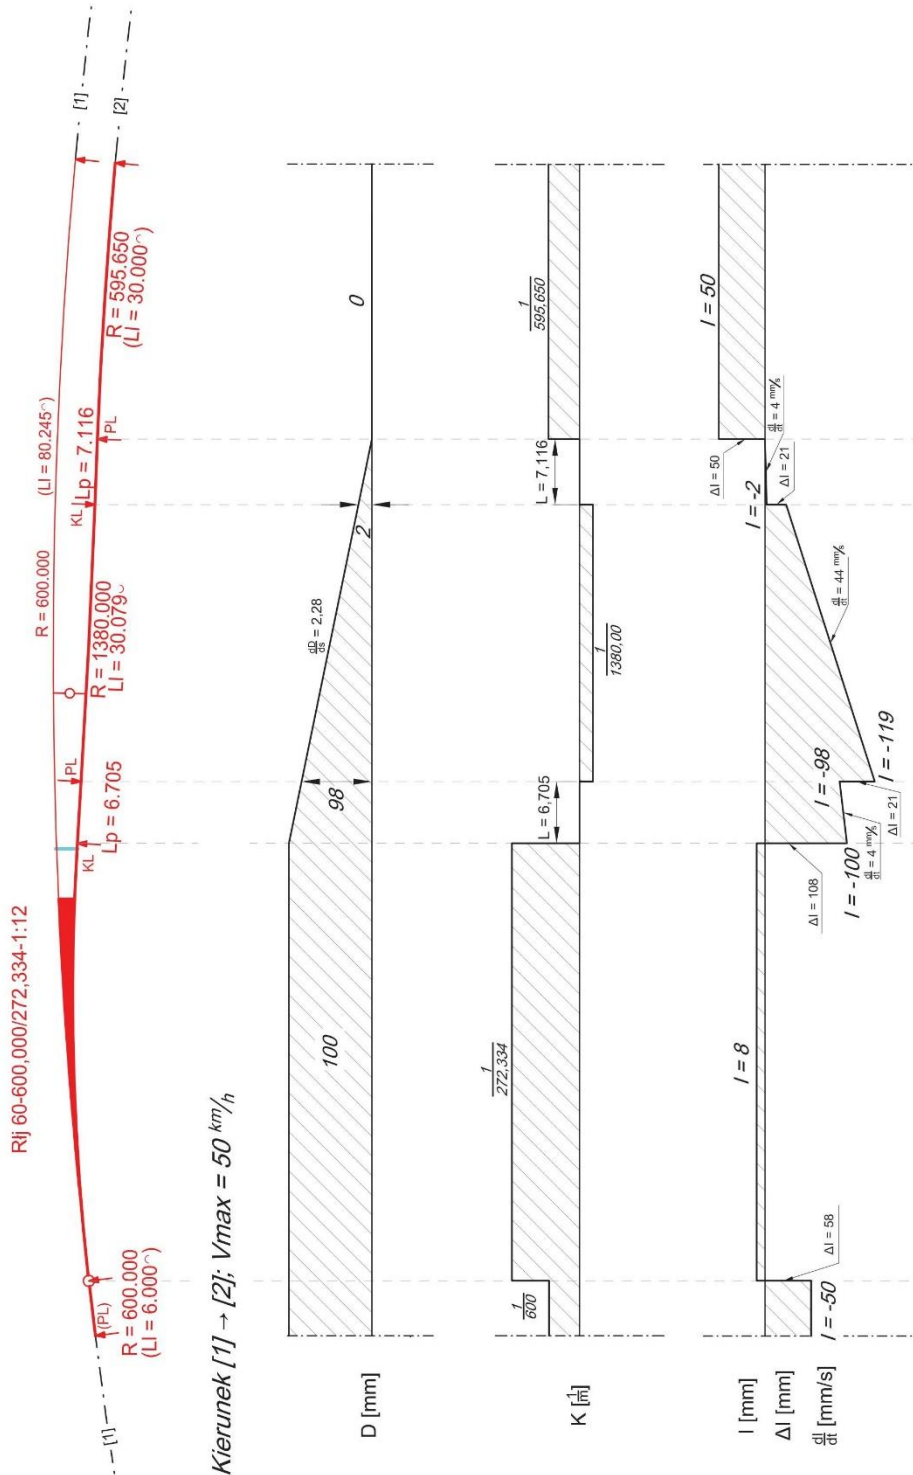 Rłj 60-600,000/272,334-1:12
[1]
(PL)
R = 600.000
(LI = 6.000⌒)
KL
Lp = 6.705
PL
R = 1380.000
LI = 30.079
R = 600.000
(LI = 80.245⌒)
KL
Lp = 7.116
PL
R = 595.650
(LI = 30.000⌒)
[1]
[2]
Kierunek [1] → [2]; Vmax = 50 km/h
D [mm]
100
98
dD/ds = 2,28
2
0
K [1/m]
1/600
1/272,334
L = 6,705
1/1380,00
L = 7,116
1/595,650
I [mm]
ΔI [mm]
dI/dt [mm/s]
I = -50
ΔI = 58
I = 8
ΔI = 108
I = -100
dI/dt = 4 mm/s
I = -98
ΔI = 21
I = -119
dI/dt = 44 mm/s
I = -2
ΔI = 21
dI/dt = 4 mm/s
ΔI = 50
I = 50